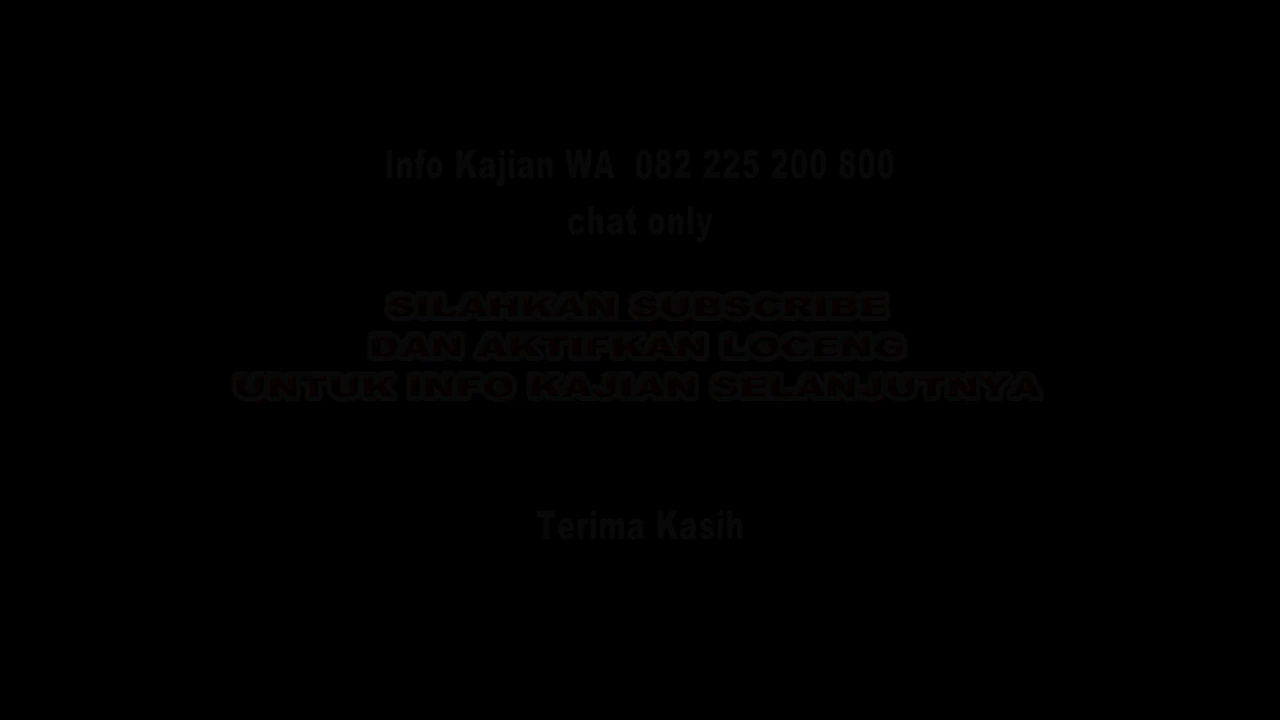 Info Kajian WA 082 225 200 800
chat only
SILAHKAN SUBSCRIBE
DAN AKTIFKAN LOCENG
UNTUK INFO KAJIAN SELANJUTNYA
Terima Kasih